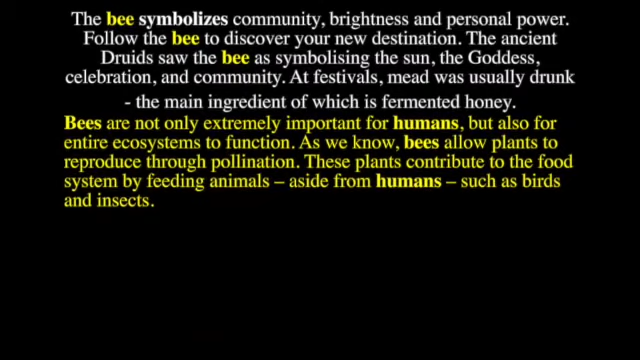 The bee symbolizes community, brightness and personal power.
Follow the bee to discover your new destination. The ancient
Druids saw the bee as symbolising the sun, the Goddess,
celebration, and community. At festivals, mead was usually drunk
- the main ingredient of which is fermented honey.
Bees are not only extremely important for humans, but also for
entire ecosystems to function. As we know, bees allow plants to
reproduce through pollination. These plants contribute to the food
system by feeding animals – aside from humans – such as birds
and insects.